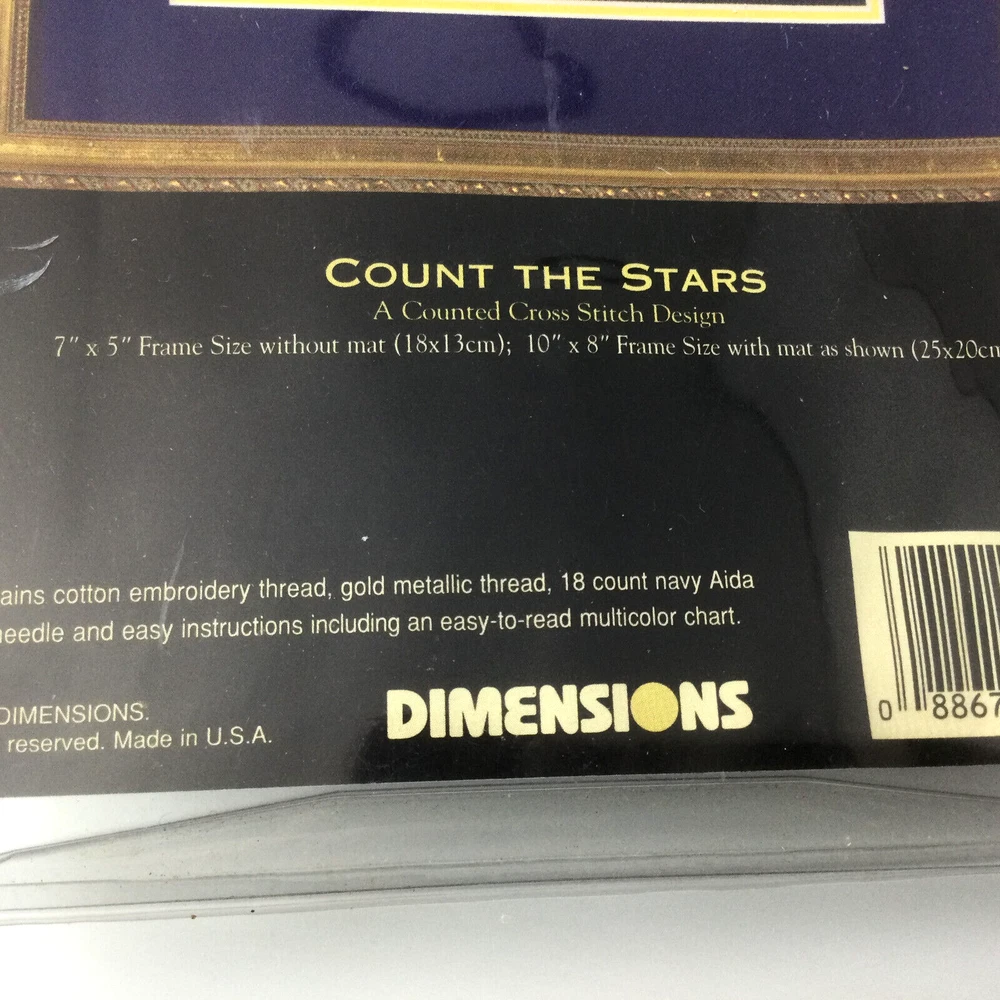 COUNT THE STARS
A Counted Cross Stitch Design
7" x 5" Frame Size without mat (18x13cm); 10" x 8" Frame Size with mat as shown (25x20cm
ains cotton embroidery thread, gold metallic thread, 18 count navy Aida
needle and easy instructions including an easy-to-read multicolor chart.
DIMENSIONS.
reserved. Made in U.S.A.
DIMENSIONS
0 8867